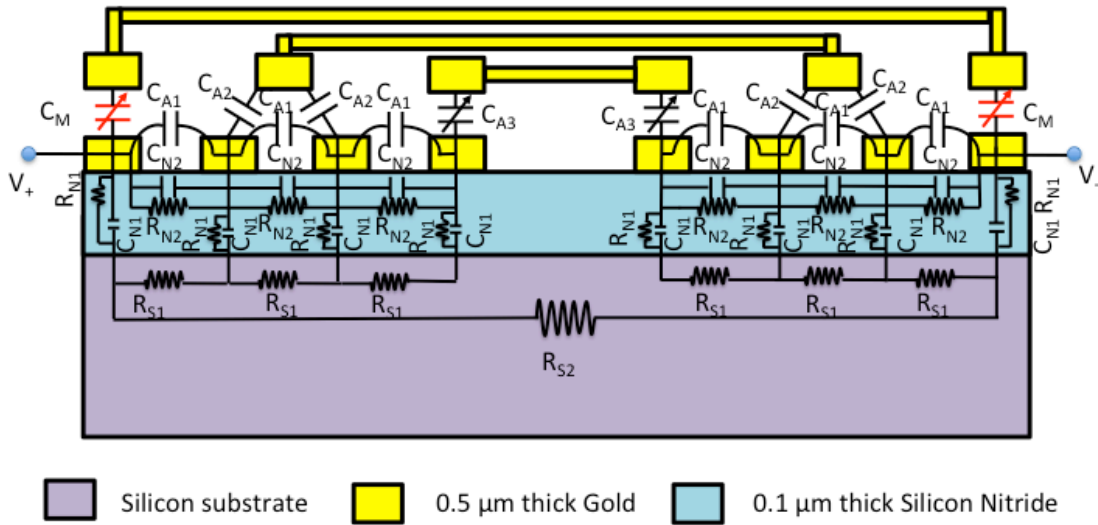 C_A2 C_A2 C_A1
C_M C_A1 C_A1 C_A3 C_A3 C_A2 C_A1 C_A2 C_A1 C_M
V_+ C_N2 C_N2 C_N2 C_N2 C_N2 C_N2 V_-
R_N1 R_N1
R_N2 R_N2 R_N2 R_N2 R_N2 R_N2
C_N1 R_N1 C_N1 R_N1 C_N1 R_N1 C_N1 R_N1 C_N1 R_N1 C_N1 R_N1 C_N1 C_N1
R_S1 R_S1 R_S1 R_S1 R_S1 R_S1
R_S2
Silicon substrate
0.5 µm thick Gold
0.1 µm thick Silicon Nitride